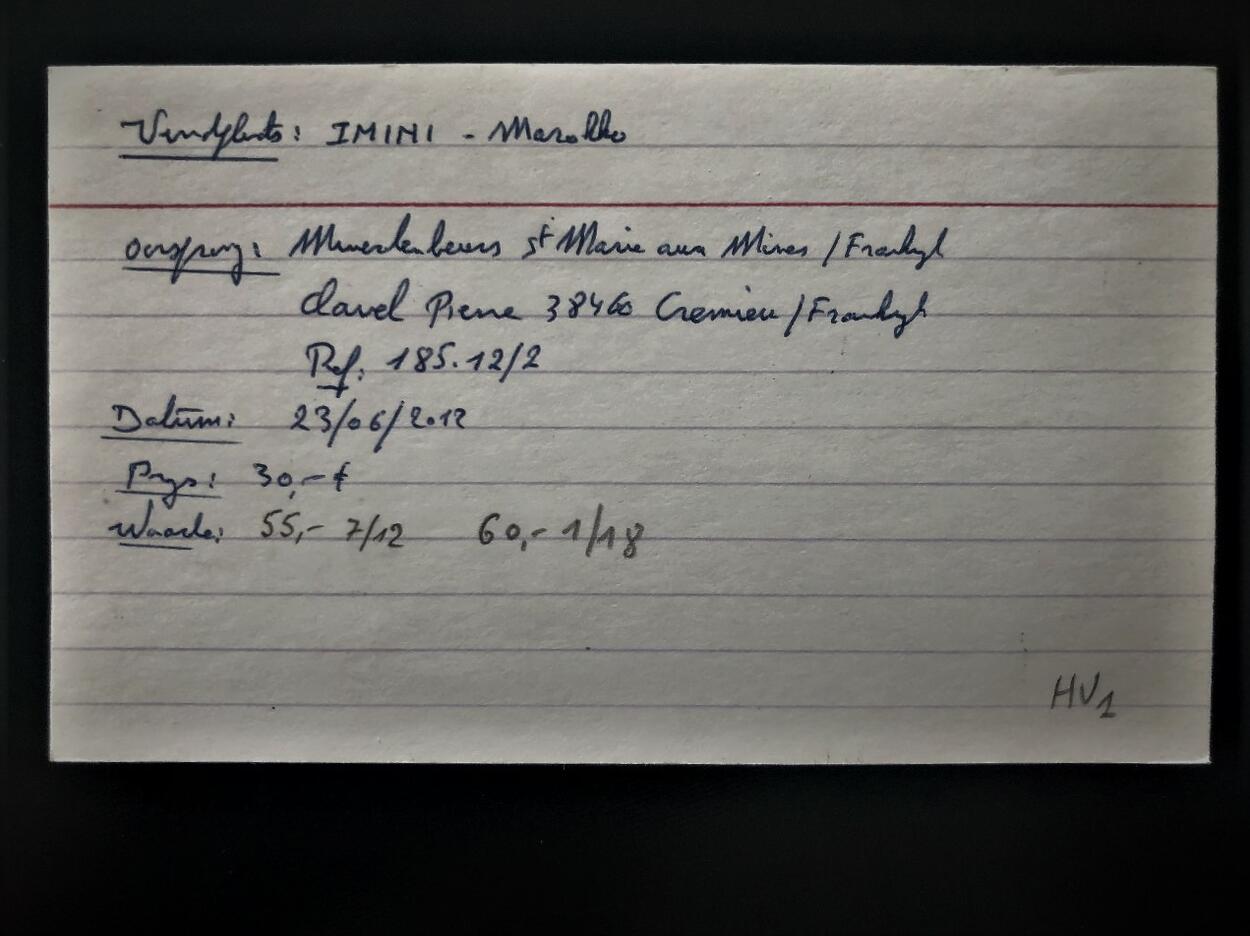 Vindplaats: IMINI - Marokko
Oorsprong: Mineralenbeurs St Marie aux Mines / Frankrijk
Clavel Pierre 38460 Cremieu / Frankrijk
Ref: 185.12/2
Datum: 23/06/2012
Prijs: 30,- €
Waarde: 55,- 7/12 60,- 1/18
HV1